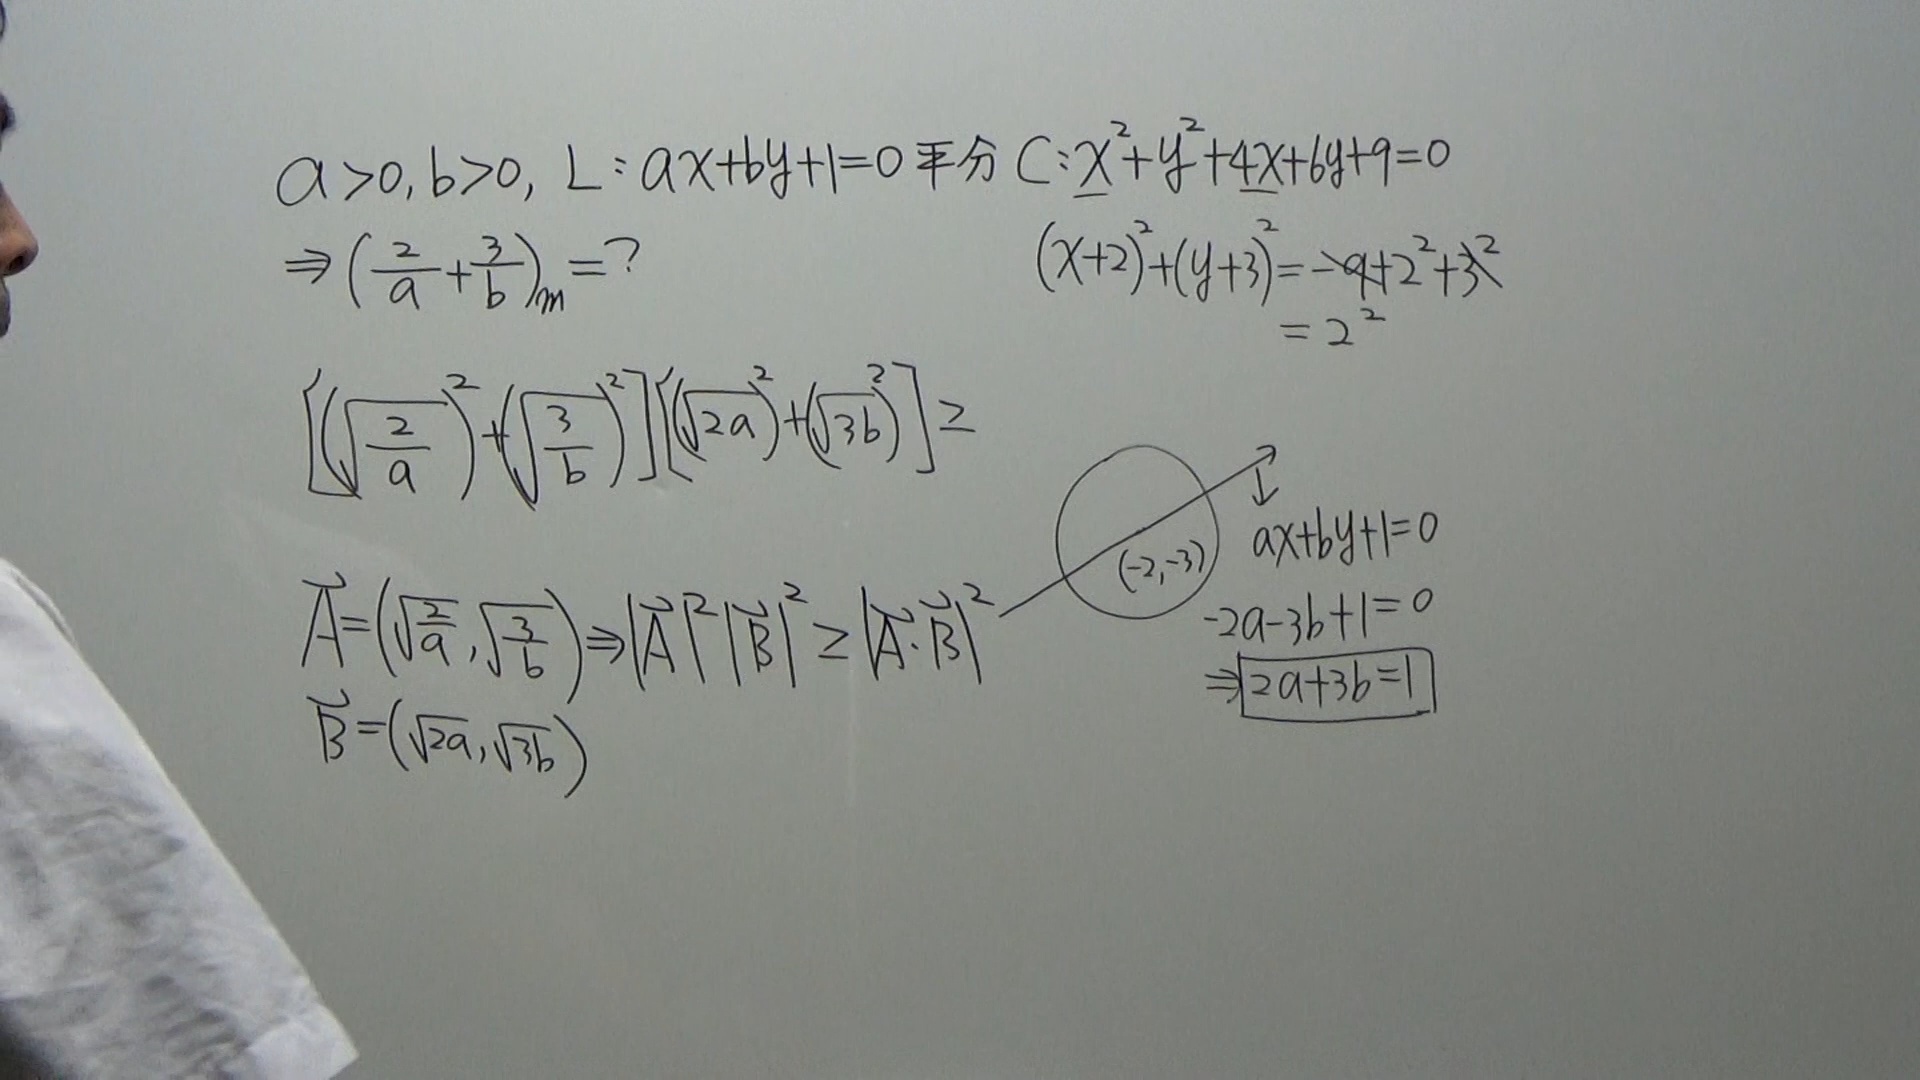 a>0, b>0, L:ax+by+1=0平分C:x²+y²+4x+6y+9=0
⇒(2/a+3/b)m=?
(x+2)²+(y+3)²=-9+2²+3²
=2²
[(√(2/a))²+(√(3/b))²][(√2a)²+(√3b)²]≥
(-2,-3)
ax+by+1=0
-2a-3b+1=0
⇒2a+3b=1
A⃗=(√(2/a),√(3/b))⇒|A⃗|²|B⃗|²≥|A⃗·B⃗|²
B⃗=(√2a,√3b)